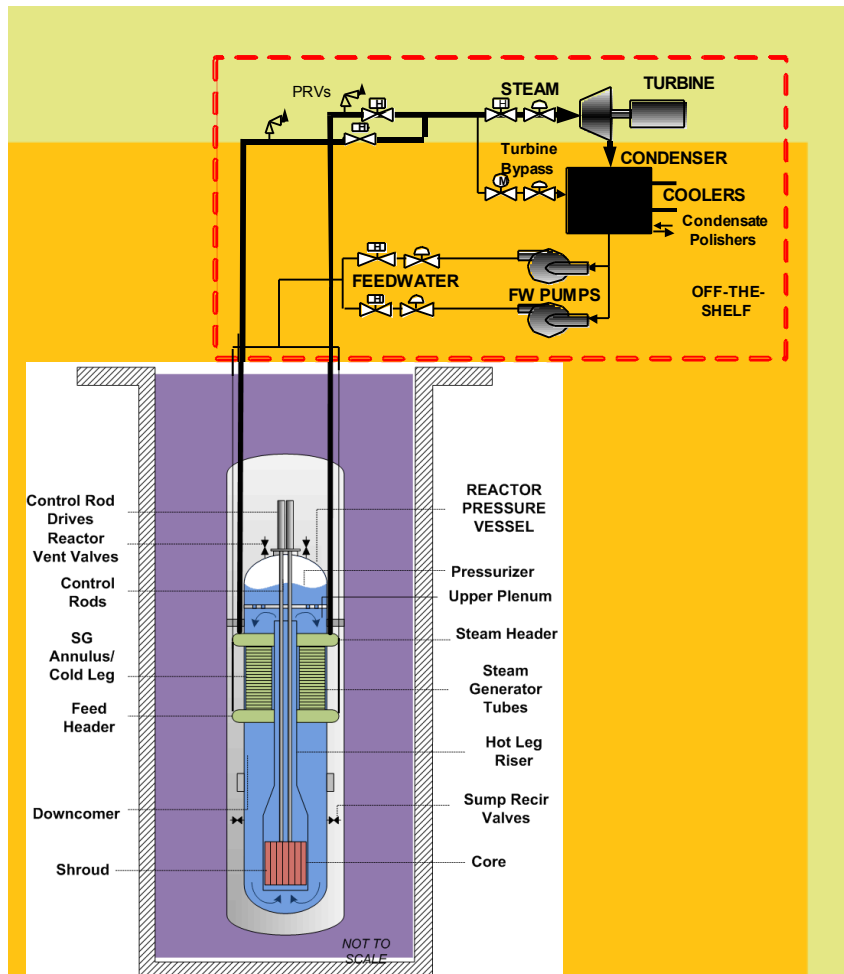 PRVs
STEAM
TURBINE
H
H
H
Turbine
Bypass
M
CONDENSER
COOLERS
Condensate
Polishers
H
FEEDWATER
H
FW PUMPS
OFF-THE-
SHELF
Control Rod
Drives
Reactor
Vent Valves
Control
Rods
SG
Annulus/
Cold Leg
Feed
Header
Downcomer
Shroud
REACTOR
PRESSURE
VESSEL
Pressurizer
Upper Plenum
Steam Header
Steam
Generator
Tubes
Hot Leg
Riser
Sump Recir
Valves
Core
NOT TO
SCALE